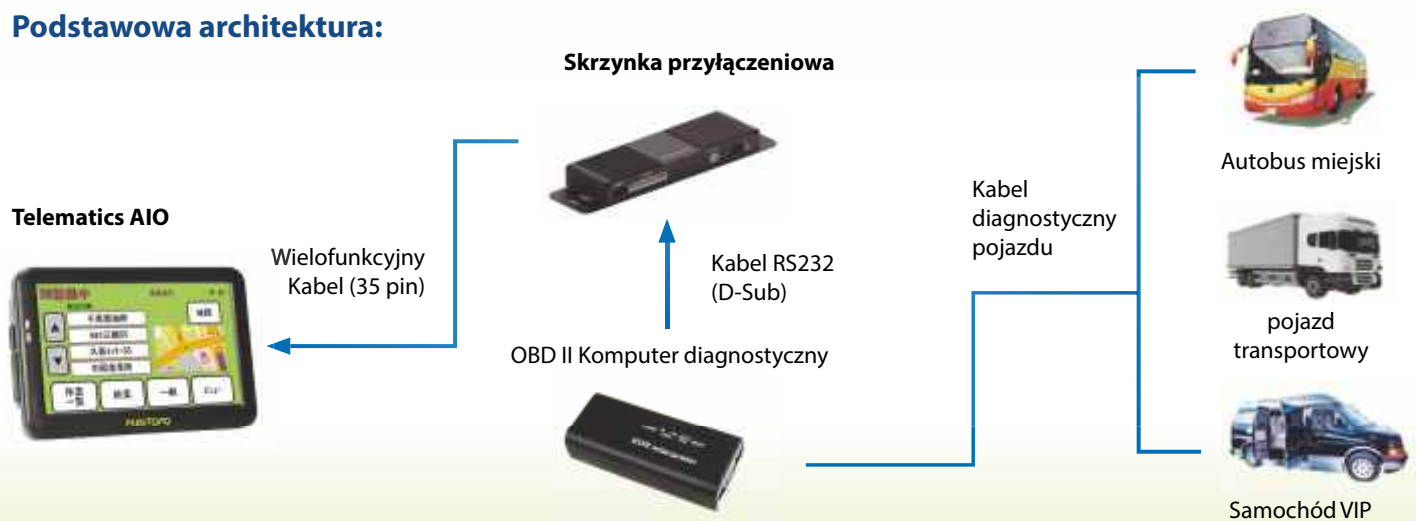 Podstawowa architektura:
Skrzynka przyłączeniowa
Autobus miejski
Kabel
diagnostyczny
pojazdu
Telematics AIO
Wielofunkcyjny
Kabel (35 pin)
Kabel RS232
(D-Sub)
pojazd
transportowy
OBD II Komputer diagnostyczny
Samochód VIP